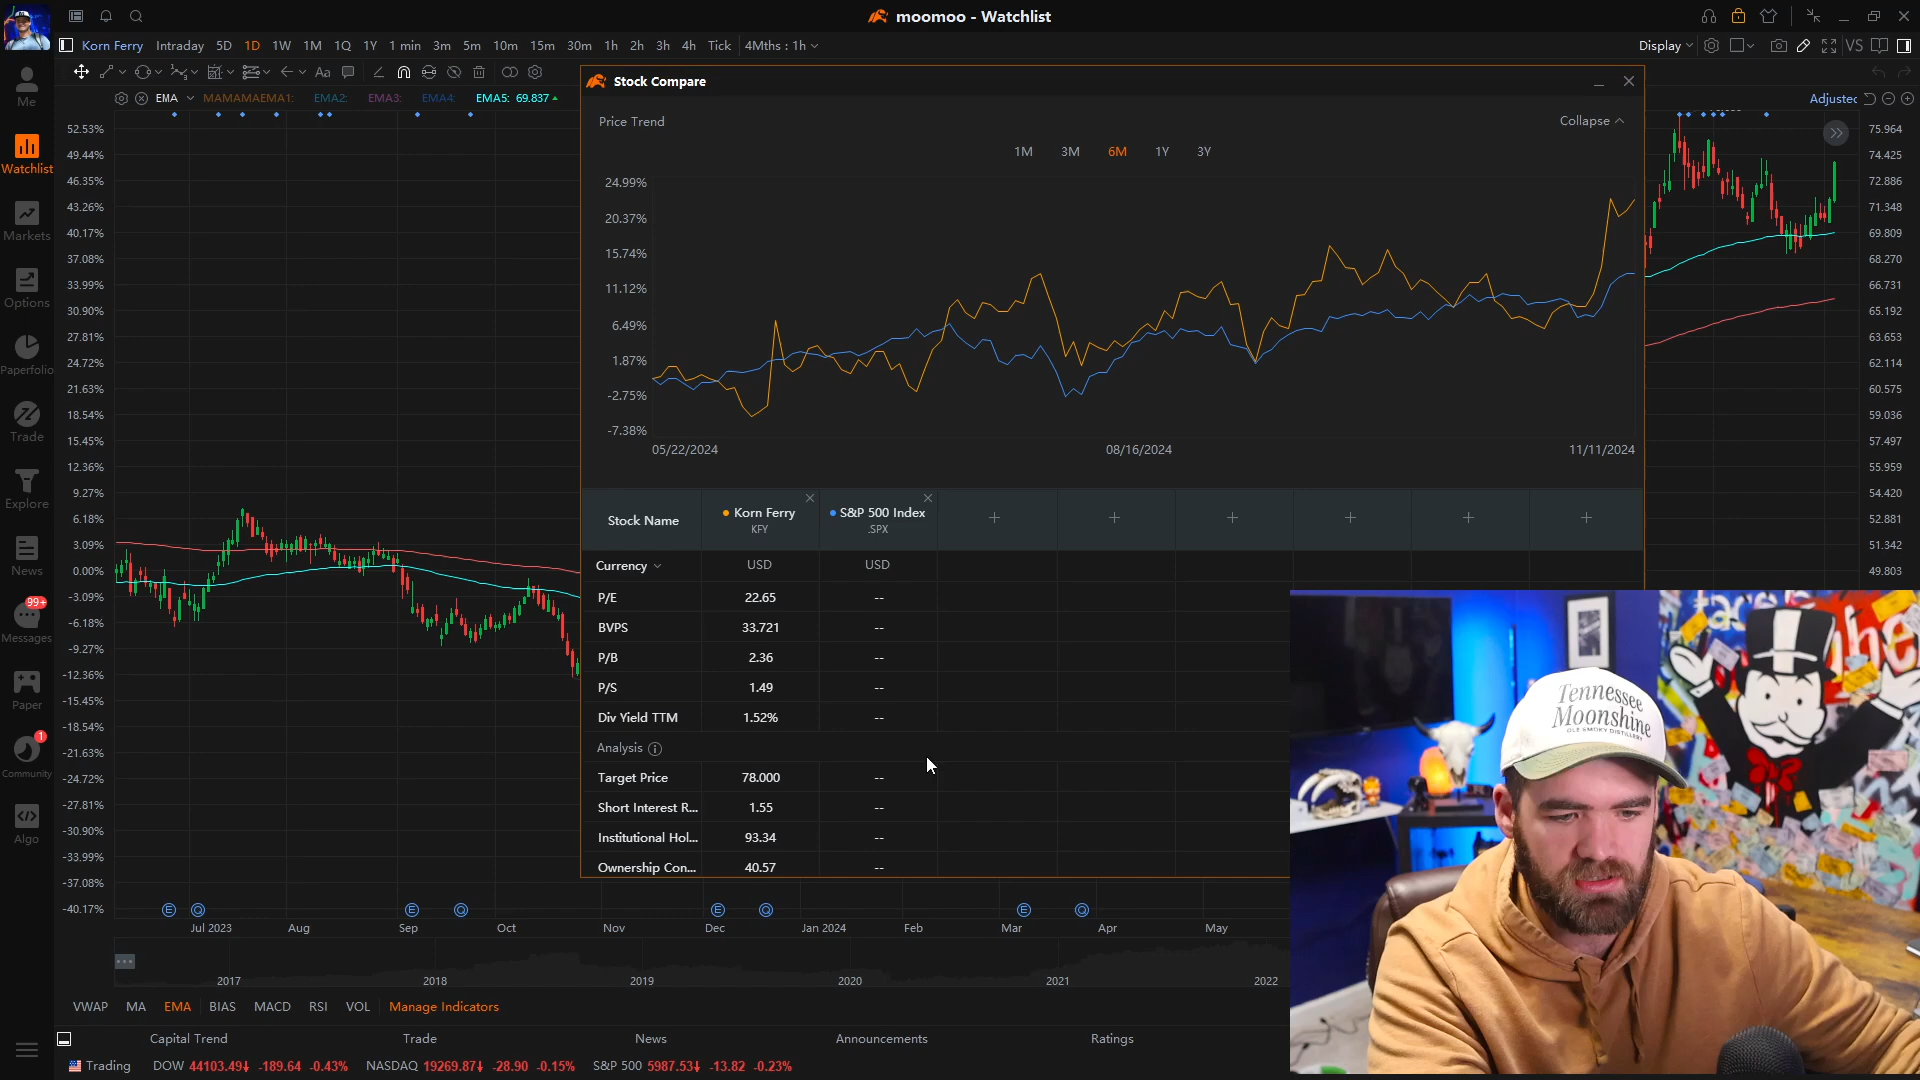 moomoo - Watchlist
Korn Ferry Intraday 5D 1D 1W 1M 1Q 1Y 1 min 3m 5m 10m 15m 30m 1h 2h 3h 4h Tick 4Mths : 1h
Display VS
Aa
EMA MAMAMAEMA1: EMA2: EMA3: EMA4: EMA5: 69.837
Adjusted
Me
Watchlist
Markets
Options
Paperfolio
Trade
Explore
News
99+
Messages
Paper
1
Community
Algo
52.53%
49.44%
46.35%
43.26%
40.17%
37.08%
33.99%
30.90%
27.81%
24.72%
21.63%
18.54%
15.45%
12.36%
9.27%
6.18%
3.09%
0.00%
-3.09%
-6.18%
-9.27%
-12.36%
-15.45%
-18.54%
-21.63%
-24.72%
-27.81%
-30.90%
-33.99%
-37.08%
-40.17%
Stock Compare
Price Trend Collapse
1M 3M 6M 1Y 3Y
24.99%
20.37%
15.74%
11.12%
6.49%
1.87%
-2.75%
-7.38%
05/22/2024 08/16/2024 11/11/2024
Stock Name Korn Ferry KFY S&P 500 Index .SPX + + + + + +
Currency USD USD
P/E 22.65 --
BVPS 33.721 --
P/B 2.36 --
P/S 1.49 --
Div Yield TTM 1.52% --
Analysis
Target Price 78.000 --
Short Interest R... 1.55 --
Institutional Hol... 93.34 --
Ownership Con... 40.57 --
75.964
74.425
72.886
71.348
69.809
68.270
66.731
65.192
63.653
62.114
60.575
59.036
57.497
55.959
54.420
52.881
51.342
49.803
Tennessee
Moonshine
OLE SMOKY DISTILLERY
E Q E Q E Q E Q
Jul 2023 Aug Sep Oct Nov Dec Jan 2024 Feb Mar Apr May
2017 2018 2019 2020 2021 2022
VWAP MA EMA BIAS MACD RSI VOL Manage Indicators
Capital Trend Trade News Announcements Ratings
Trading DOW 44103.49↓ -189.64 -0.43% NASDAQ 19269.87↓ -28.90 -0.15% S&P 500 5987.53↓ -13.82 -0.23%